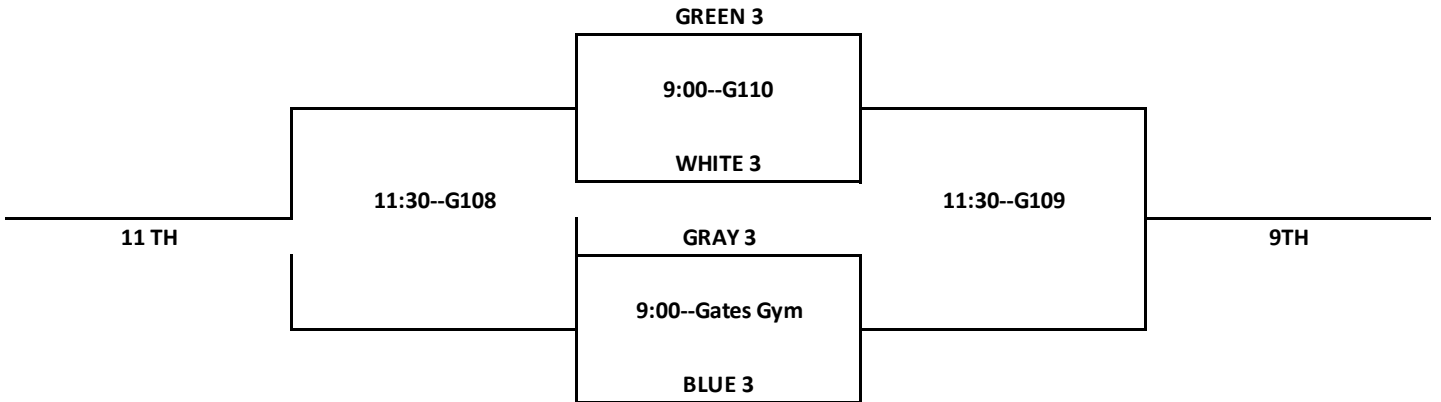 GREEN 3
9:00--G110
WHITE 3
11:30--G108
11:30--G109
11 TH
GRAY 3
9TH
9:00--Gates Gym
BLUE 3